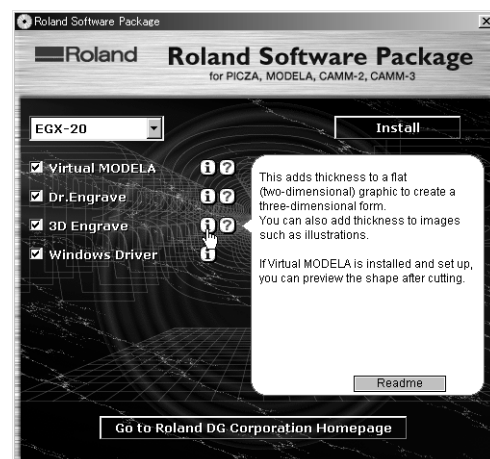 Roland Software Package
Roland
Roland Software Package
for PICZA, MODELA, CAMM-2, CAMM-3
EGX-20
Install
Virtual MODELA
Dr.Engrave
3D Engrave
Windows Driver
This adds thickness to a flat
(two-dimensional) graphic to create a
three-dimensional form.
You can also add thickness to images
such as illustrations.
If Virtual MODELA is installed and set up,
you can preview the shape after cutting.
Readme
Go to Roland DG Corporation Homepage